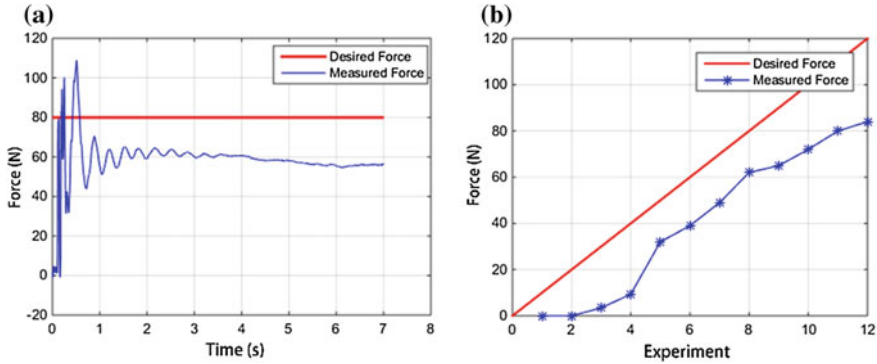 (a)
120
100
80
60
40
20
0
-20
Force (N)
0 1 2 3 4 5 6 7 8
Time (s)
Desired Force
Measured Force
(b)
120
100
80
60
40
20
0
Force (N)
0 2 4 6 8 10 12
Experiment
Desired Force
Measured Force